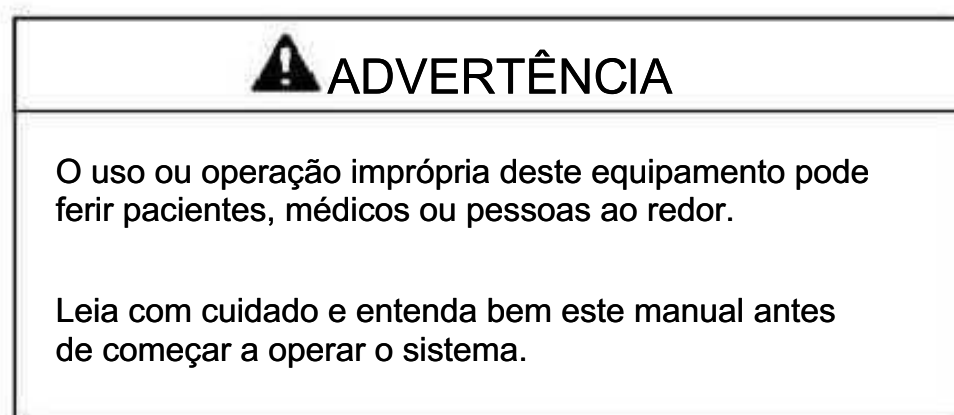 ADVERTÊNCIA
O uso ou operação imprópria deste equipamento pode
ferir pacientes, médicos ou pessoas ao redor.
Leia com cuidado e entenda bem este manual antes
de começar a operar o sistema.